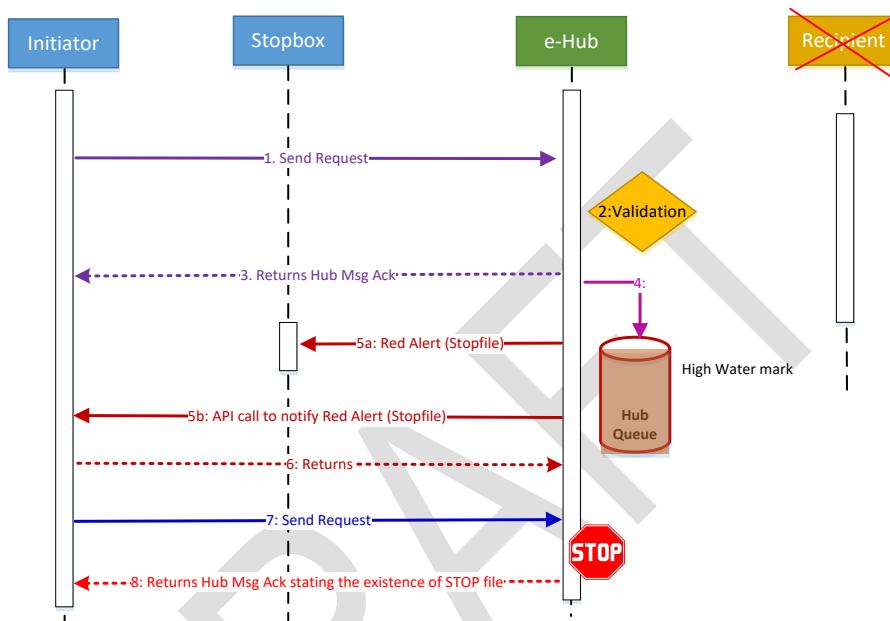 Initiator
Stopbox
e-Hub
Recipient
1. Send Request
2:Validation
3. Returns Hub Msg Ack
4:
5a: Red Alert (Stopfile)
High Water mark
Hub
Queue
5b: API call to notify Red Alert (Stopfile)
6: Returns
7: Send Request
STOP
8: Returns Hub Msg Ack stating the existence of STOP file
DRAFT